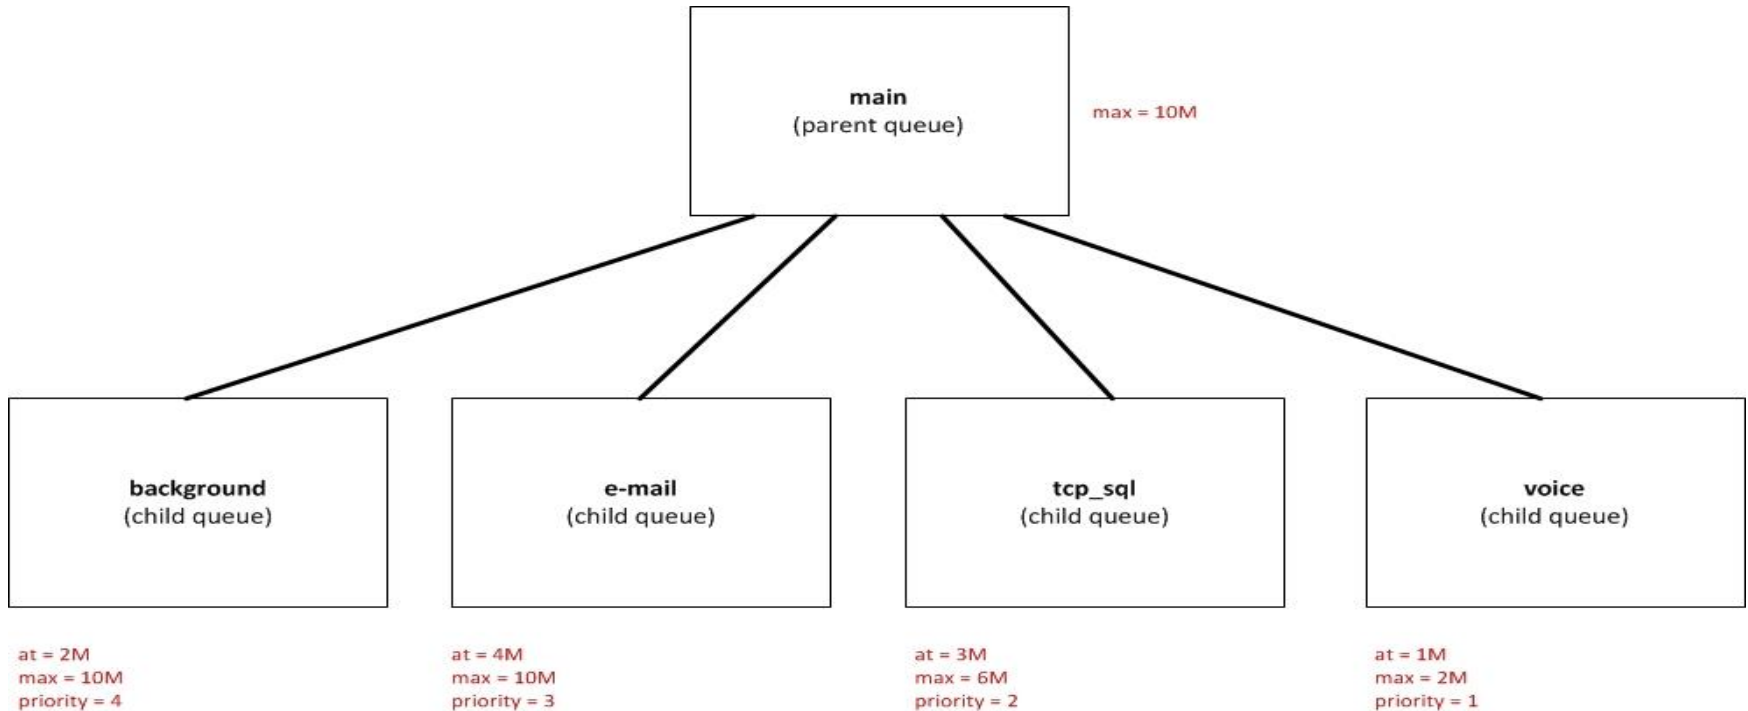 main
(parent queue)
max = 10M
background
(child queue)
e-mail
(child queue)
tcp_sql
(child queue)
voice
(child queue)
at = 2M
max = 10M
priority = 4
at = 4M
max = 10M
priority = 3
at = 3M
max = 6M
priority = 2
at = 1M
max = 2M
priority = 1